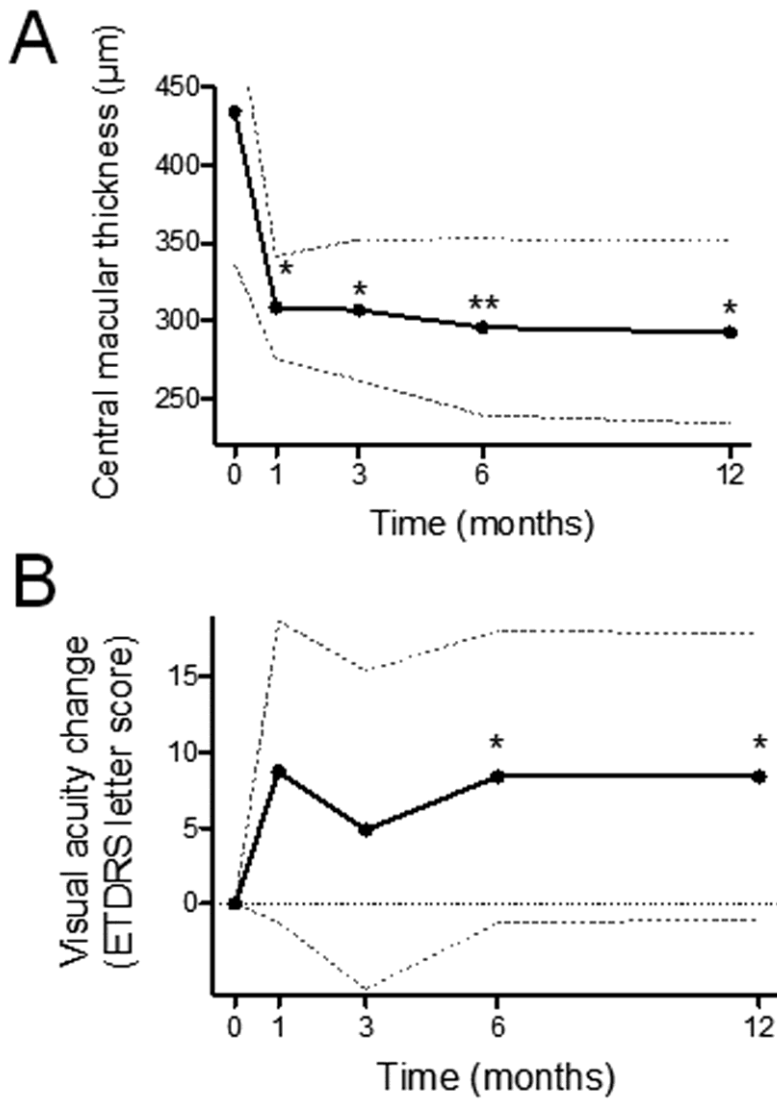 A
Central macular thickness (µm)
450
400
350
300
250
*
*
**
*
0 1 3 6 12
Time (months)
B
Visual acuity change
(ETDRS letter score)
15
10
5
0
*
*
0 1 3 6 12
Time (months)